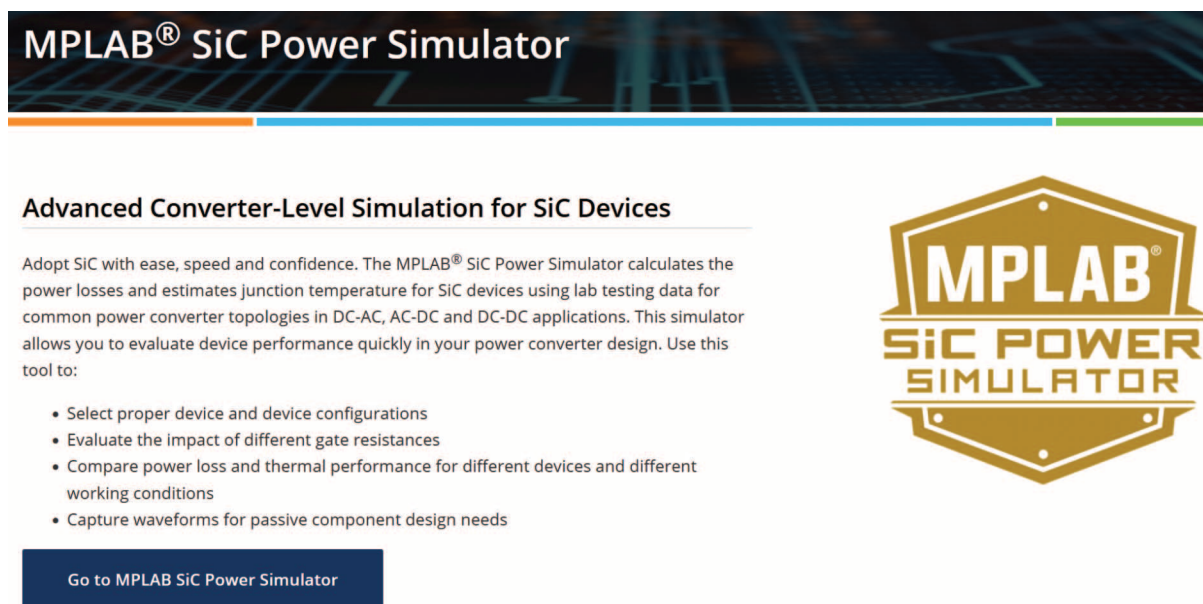 MPLAB® SiC Power Simulator
Advanced Converter-Level Simulation for SiC Devices
Adopt SiC with ease, speed and confidence. The MPLAB® SiC Power Simulator calculates the
power losses and estimates junction temperature for SiC devices using lab testing data for
common power converter topologies in DC-AC, AC-DC and DC-DC applications. This simulator
allows you to evaluate device performance quickly in your power converter design. Use this
tool to:
• Select proper device and device configurations
• Evaluate the impact of different gate resistances
• Compare power loss and thermal performance for different devices and different
working conditions
• Capture waveforms for passive component design needs
Go to MPLAB SiC Power Simulator
MPLAB®
SiC POWER
SIMULATOR